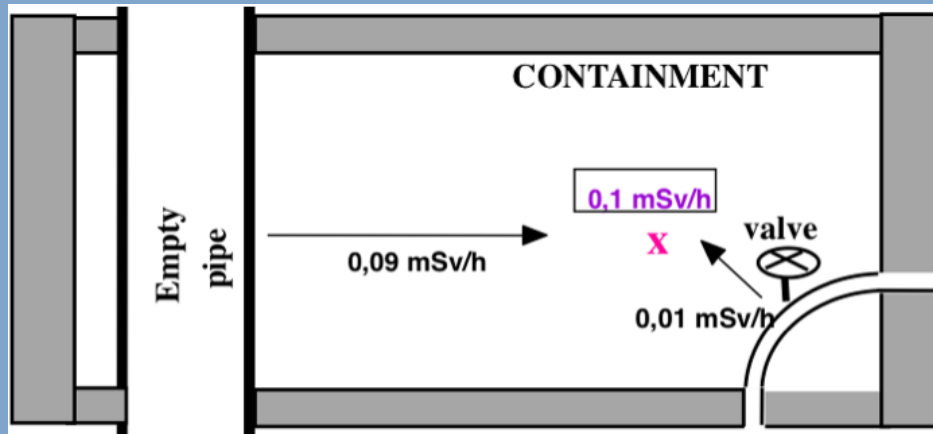 CONTAINMENT
Empty
pipe
0,1 mSv/h
X
valve
0,09 mSv/h
0,01 mSv/h